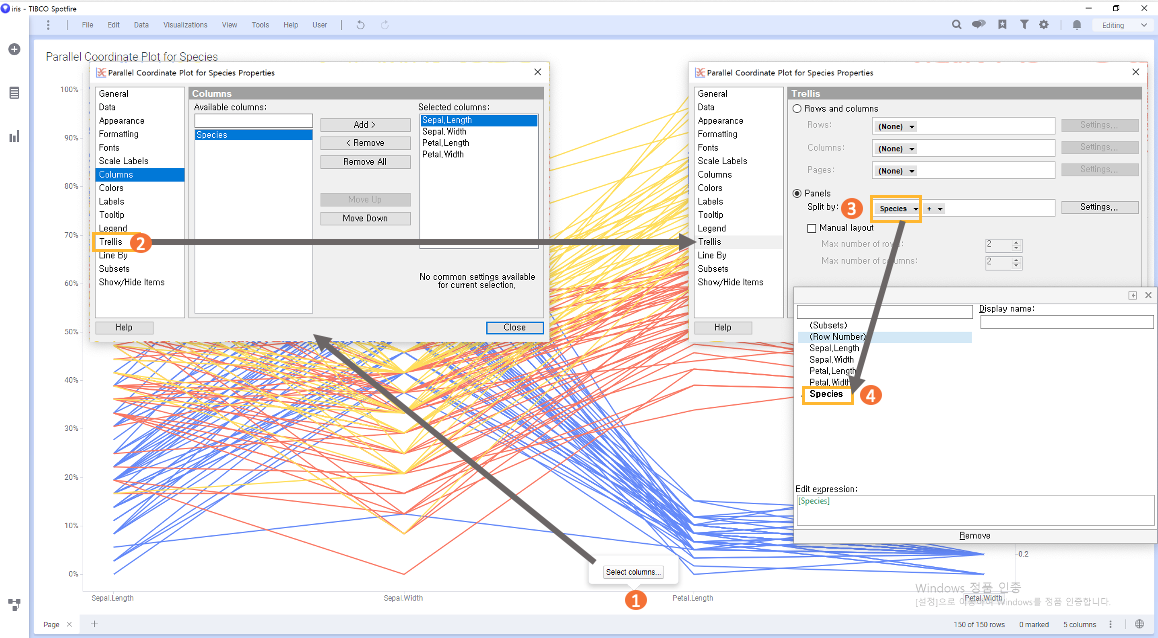 iris - TIBCO Spotfire
File Edit Data Visualizations View Tools Help User
Editing
Parallel Coordinate Plot for Species
100%
90%
80%
70%
60%
50%
40%
30%
20%
10%
0%
Parallel Coordinate Plot for Species Properties
General
Data
Appearance
Formatting
Fonts
Scale Labels
Columns
Colors
Labels
Tooltip
Legend
Trellis
Line By
Subsets
Show/Hide Items
2
Columns
Available columns:
Species
Add >
< Remove
Remove All
Move Up
Move Down
Selected columns:
Sepal.Length
Sepal.Width
Petal.Length
Petal.Width
No common settings available
for current selection.
Help
Close
Parallel Coordinate Plot for Species Properties
General
Data
Appearance
Formatting
Fonts
Scale Labels
Columns
Colors
Labels
Tooltip
Legend
Trellis
Line By
Subsets
Show/Hide Items
Help
Trellis
Rows and columns
Rows: (None) Settings...
Columns: (None) Settings...
Pages: (None) Settings...
Panels
Split by: 3 Species + Settings...
Manual layout
Max number of rows: 2
Max number of columns: 2
Display name:
(Subsets)
(Row Number)
Sepal.Length
Sepal.Width
Petal.Length
Petal.Width
Species
4
Edit expression:
[Species]
Remove
0.2
Select columns...
1
Sepal.Length Sepal.Width Petal.Length Petal.Width
Windows 정품 인증
[설정]으로 이동하여 Windows를 정품 인증합니다.
Page
150 of 150 rows 0 marked 5 columns